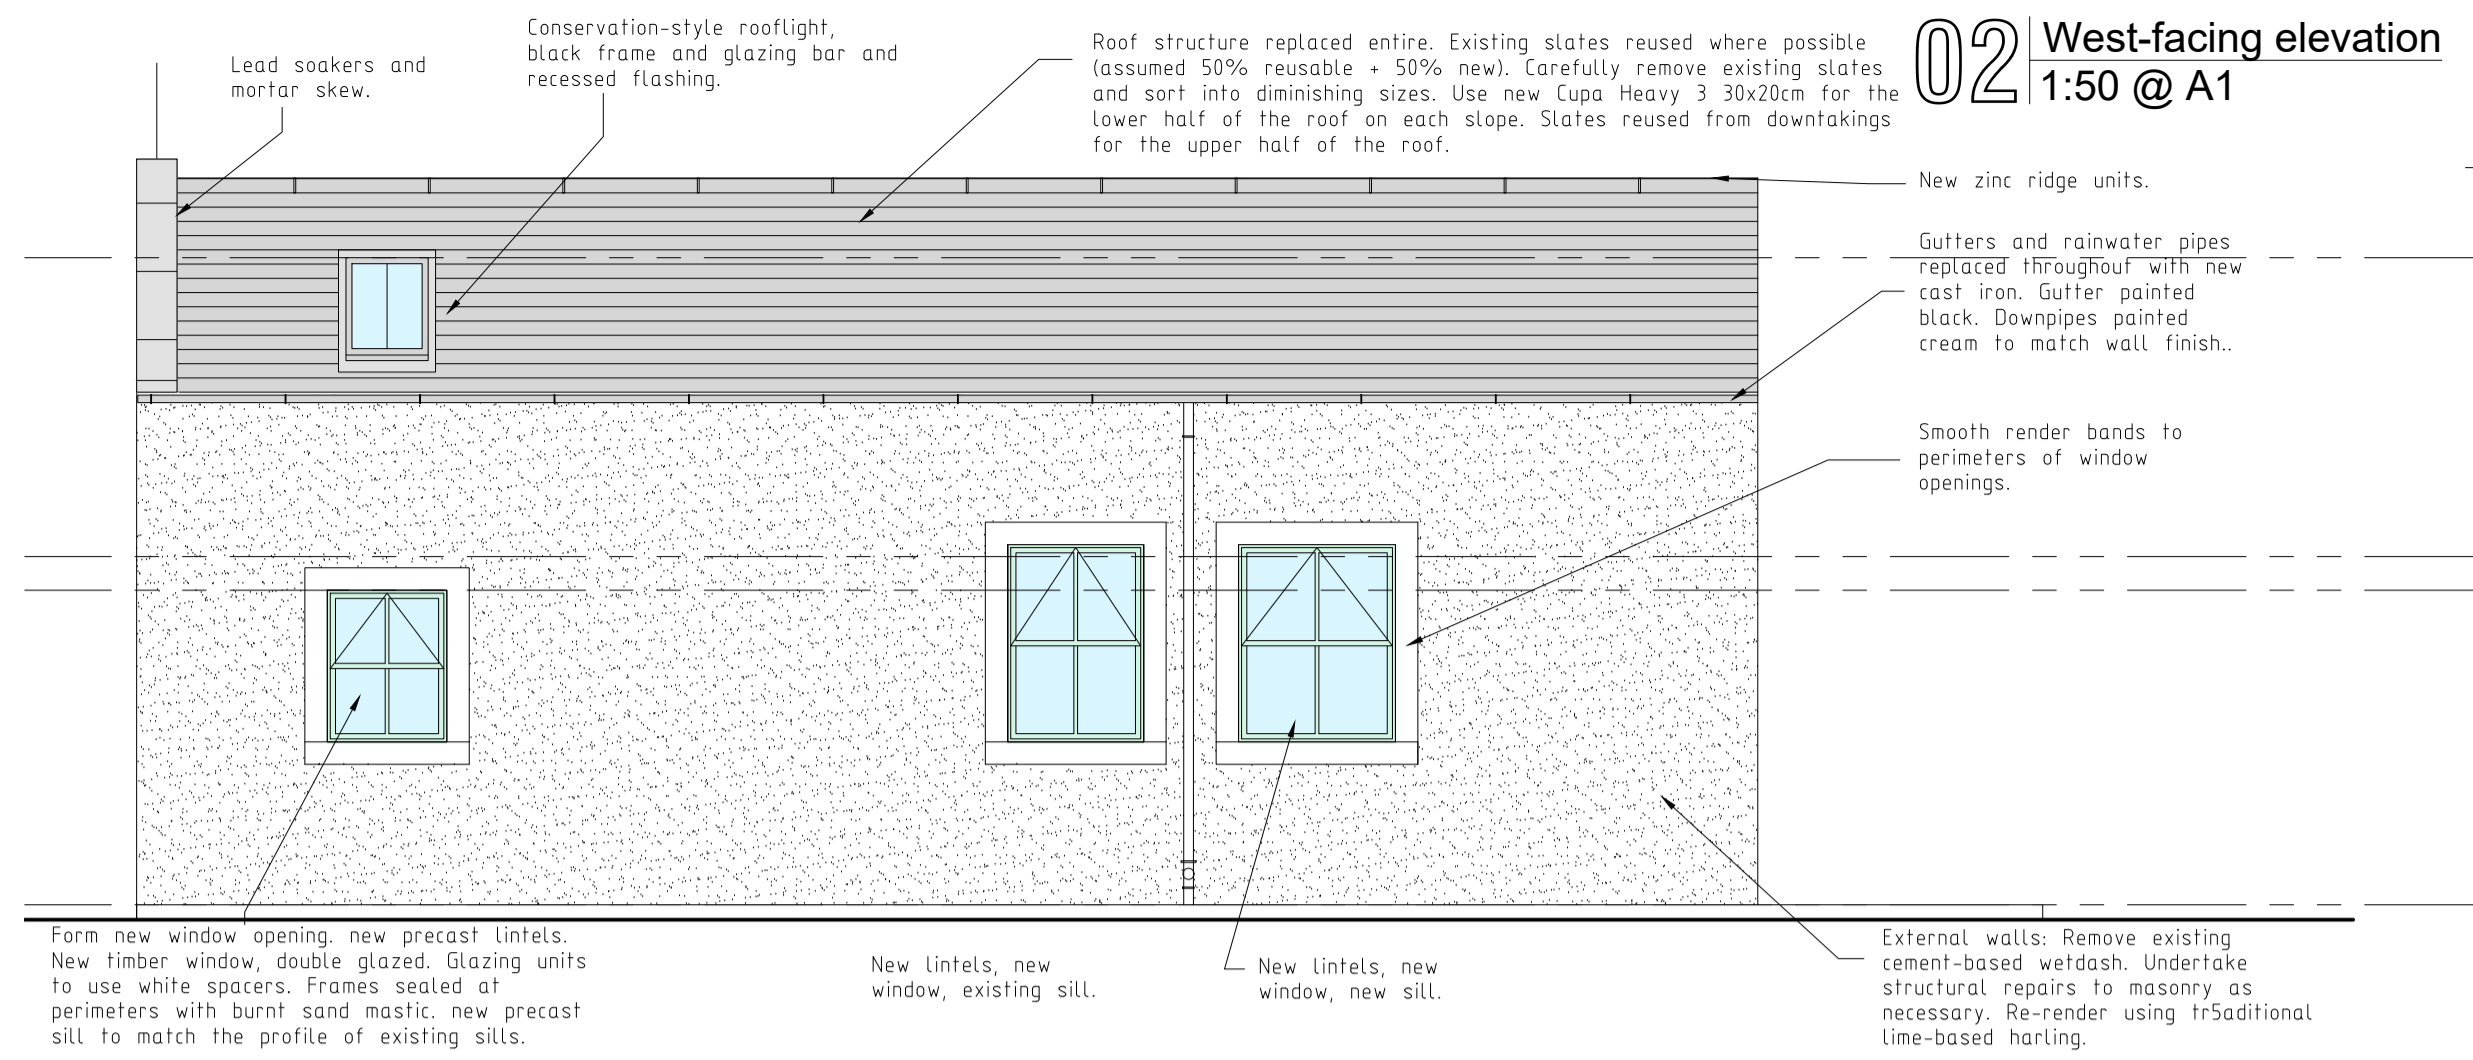 Conservation-style rooflight,
black frame and glazing bar and
recessed flashing.
Lead soakers and
mortar skew.
Roof structure replaced entire. Existing slates reused where possible
(assumed 50% reusable + 50% new). Carefully remove existing slates
and sort into diminishing sizes. Use new Cupa Heavy 3 30x20cm for the
lower half of the roof on each slope. Slates reused from downtakings
for the upper half of the roof.
02
West-facing elevation
1:50 @ A1
New zinc ridge units.
Gutters and rainwater pipes
replaced throughout with new
cast iron. Gutter painted
black. Downpipes painted
cream to match wall finish..
Smooth render bands to
perimeters of window
openings.
Form new window opening. new precast lintels.
New timber window, double glazed. Glazing units
to use white spacers. Frames sealed at
perimeters with burnt sand mastic. new precast
sill to match the profile of existing sills.
New lintels, new
window, existing sill.
New lintels, new
window, new sill.
External walls: Remove existing
cement-based wetdash. Undertake
structural repairs to masonry as
necessary. Re-render using tr5aditional
lime-based harling.